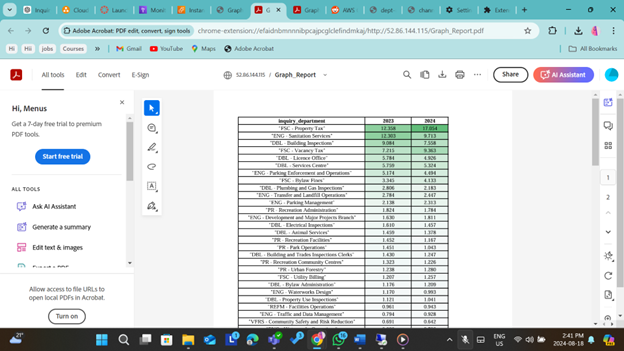 Inquir
Cloud
Laun
Mon
Instan
Graph
G
Graph
AWS
dept
chan
Settin
Exten
Adobe Acrobat: PDF edit, convert, sign tools
chrome-extension://efaidnbmnnnibpcajpcglclefindmkaj/http://52.86.144.115/Graph_Report.pdf
Hi Hii jobs Courses » Gmail YouTube Maps Adobe Acrobat All Bookmarks
All tools Edit Convert E-Sign 52.86.144.115 / Graph_Report Share AI Assistant
Hi, Menus
Get a 7-day free trial to premium
PDF tools.
Start free trial
ALL TOOLS
Ask AI Assistant
Generate a summary
Edit text & images
Export a PDF
Allow access to file URLs to
open local PDFs in Acrobat.
Turn on
inquiry_department 2023 2024
"FSC - Property Tax" 12.358 17.054
"ENG - Sanitation Services" 12.303 9.713
"DBL - Building Inspections" 9.084 7.558
"FSC - Vacancy Tax" 7.215 9.363
"DBL - Licence Office" 5.784 4.926
"DBL - Services Centre" 5.759 5.324
"ENG - Parking Enforcement and Operations" 5.174 4.494
"FSC - Bylaw Fines" 3.345 4.133
"DBL - Plumbing and Gas Inspections" 2.806 2.183
"ENG - Transfer and Landfill Operations" 2.784 2.447
"ENG - Parking Management" 2.138 2.313
"PR - Recreation Administration" 1.824 1.784
"ENG - Development and Major Projects Branch" 1.630 1.811
"DBL - Electrical Inspections" 1.610 1.457
"DBL - Animal Services" 1.459 1.378
"PR - Recreation Facilities" 1.452 1.167
"PR - Park Operations" 1.451 1.043
"DBL - Building and Trades Inspections Clerks" 1.430 1.247
"PR - Recreation Community Centres" 1.323 1.226
"PR - Urban Forestry" 1.238 1.280
"FSC - Utility Billing" 1.207 1.257
"DBL - Bylaw Administration" 1.176 1.209
"ENG - Waterworks Design" 1.170 0.993
"DBL - Property Use Inspections" 1.121 1.041
"REFM - Facilities Operations" 0.961 0.943
"ENG - Traffic and Data Management" 0.784 0.928
"VFRS - Community Safety and Risk Reduction" 0.691 0.642
1
2
21°
ENG
US
2:41 PM
2024-08-18